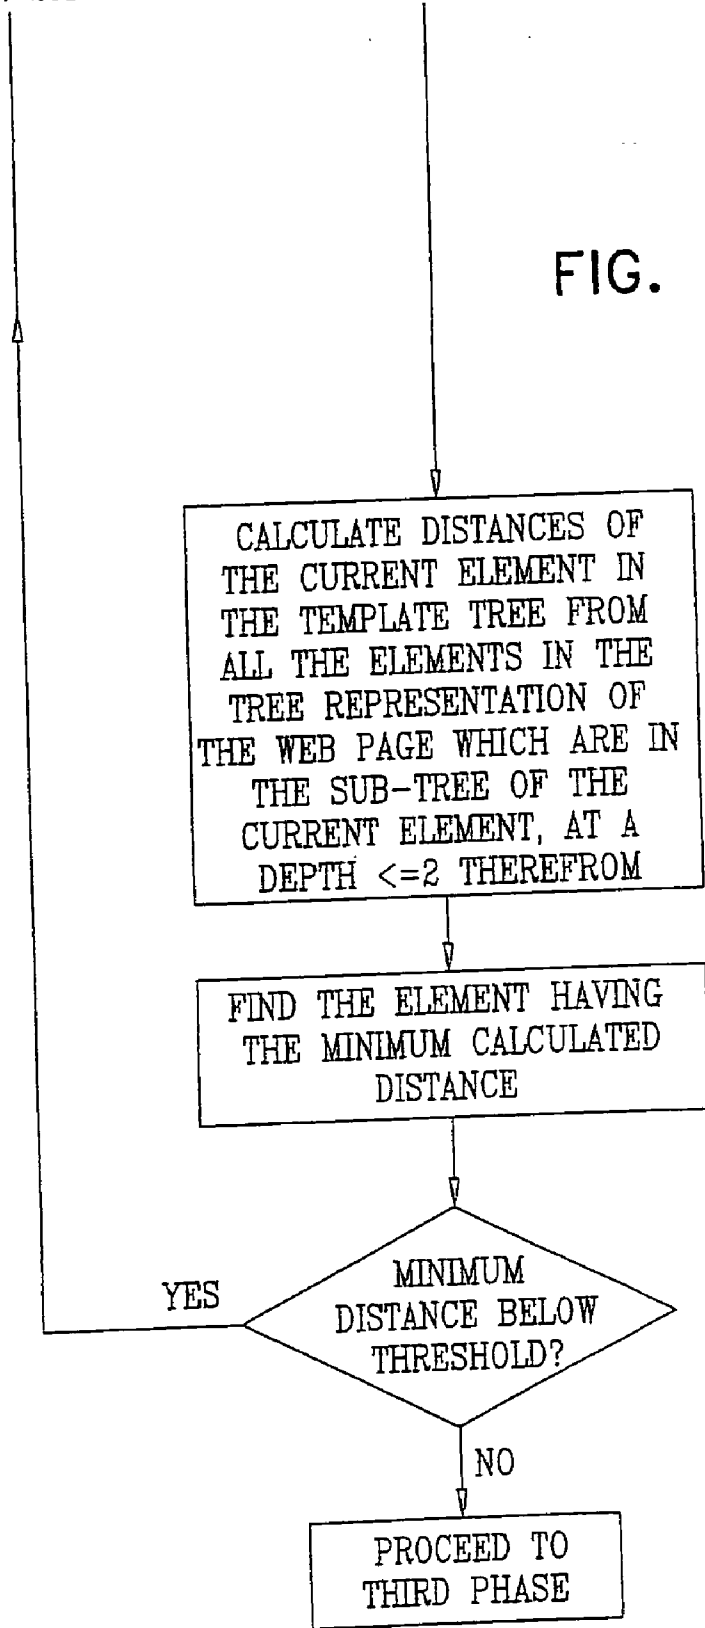 FIG.
CALCULATE DISTANCES OF
THE CURRENT ELEMENT IN
THE TEMPLATE TREE FROM
ALL THE ELEMENTS IN THE
TREE REPRESENTATION OF
THE WEB PAGE WHICH ARE IN
THE SUB-TREE OF THE
CURRENT ELEMENT, AT A
DEPTH <=2 THEREFROM
FIND THE ELEMENT HAVING
THE MINIMUM CALCULATED
DISTANCE
YES
MINIMUM
DISTANCE BELOW
THRESHOLD?
NO
PROCEED TO
THIRD PHASE